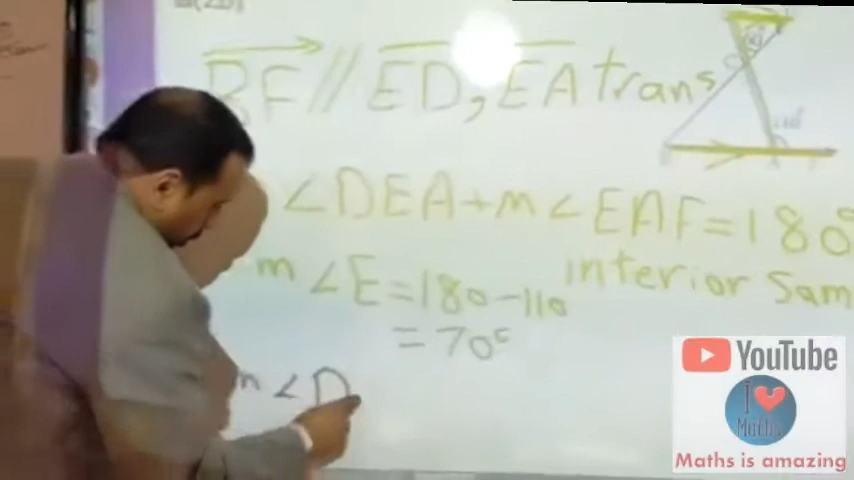 BF // ED, EA trans
∠DEA + m∠EAF = 180°
m∠E = 180 - 110
interior sam
= 70°
m∠D
YouTube
I
Maths
Maths is amazing